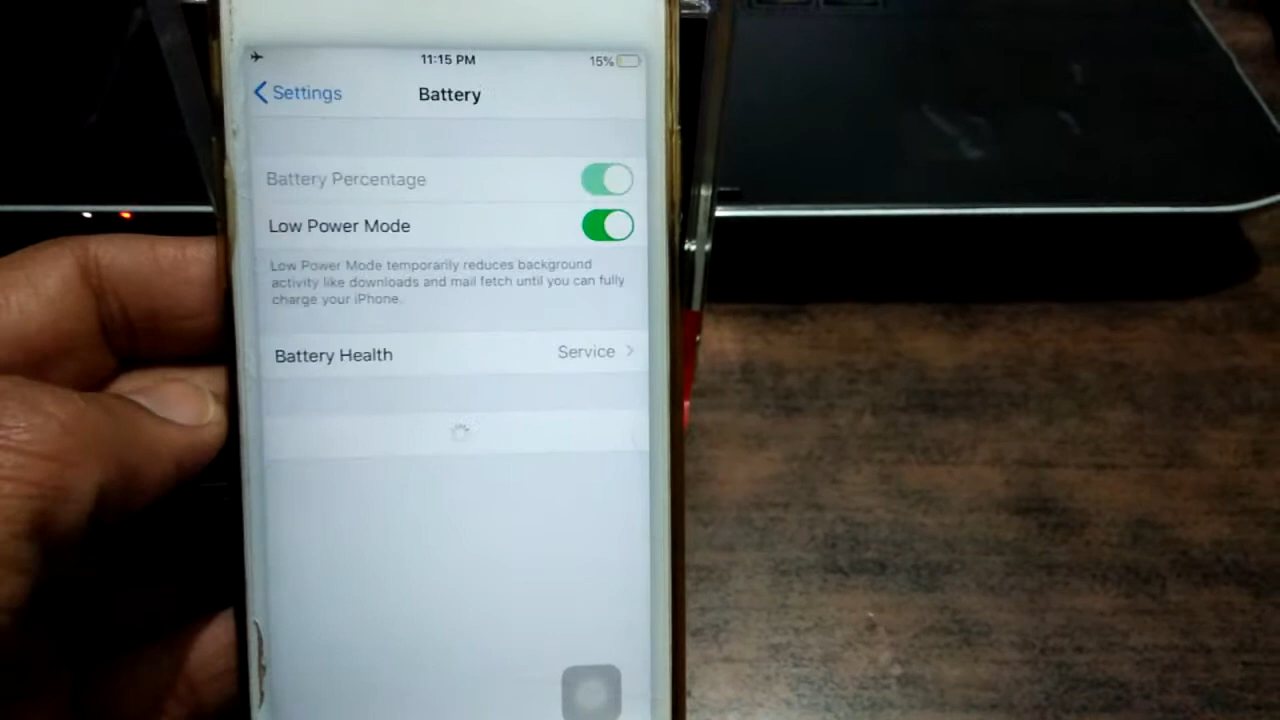 11:15 PM 15%
Settings Battery
Battery Percentage
Low Power Mode
Low Power Mode temporarily reduces background
activity like downloads and mail fetch until you can fully
charge your iPhone.
Battery Health Service